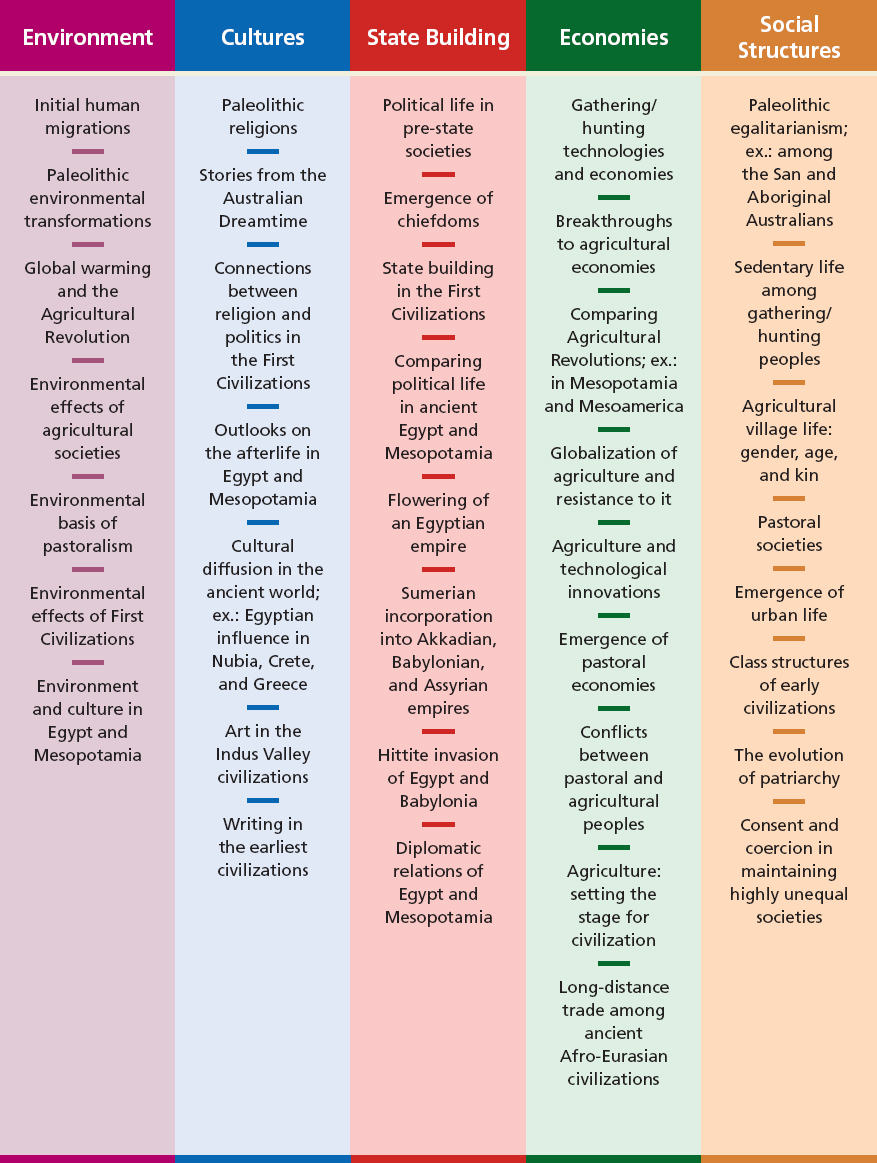 Environment
Initial human
migrations
Paleolithic
environmental
transformations
Global warming
and the
Agricultural
Revolution
Environmental
effects of
agricultural
societies
Environmental
basis of
pastoralism
Environmental
effects of First
Civilizations
Environment
and culture in
Egypt and
Mesopotamia
Cultures
Paleolithic
religions
Stories from the
Australian
Dreamtime
Connections
between
religion and
politics in
the First
Civilizations
Outlooks on
the afterlife in
Egypt and
Mesopotamia
Cultural
diffusion in the
ancient world;
ex.: Egyptian
influence in
Nubia, Crete,
and Greece
Art in the
Indus Valley
civilizations
Writing in
the earliest
civilizations
State Building
Political life in
pre-state
societies
Emergence of
chiefdoms
State building
in the First
Civilizations
Comparing
political life
in ancient
Egypt and
Mesopotamia
Flowering of
an Egyptian
empire
Sumerian
incorporation
into Akkadian,
Babylonian,
and Assyrian
empires
Hittite invasion
of Egypt and
Babylonia
Diplomatic
relations of
Egypt and
Mesopotamia
Economies
Gathering/
hunting
technologies
and economies
Breakthroughs
to agricultural
economies
Comparing
Agricultural
Revolutions; ex.:
in Mesopotamia
and Mesoamerica
Globalization of
agriculture and
resistance to it
Agriculture and
technological
innovations
Emergence of
pastoral
economies
Conflicts
between
pastoral and
agricultural
peoples
Agriculture:
setting the
stage for
civilization
Long-distance
trade among
ancient
Afro-Eurasian
civilizations
Social
Structures
Paleolithic
egalitarianism;
ex.: among
the San and
Aboriginal
Australians
Sedentary life
among
gathering/
hunting
peoples
Agricultural
village life:
gender, age,
and kin
Pastoral
societies
Emergence of
urban life
Class structures
of early
civilizations
The evolution
of patriarchy
Consent and
coercion in
maintaining
highly unequal
societies